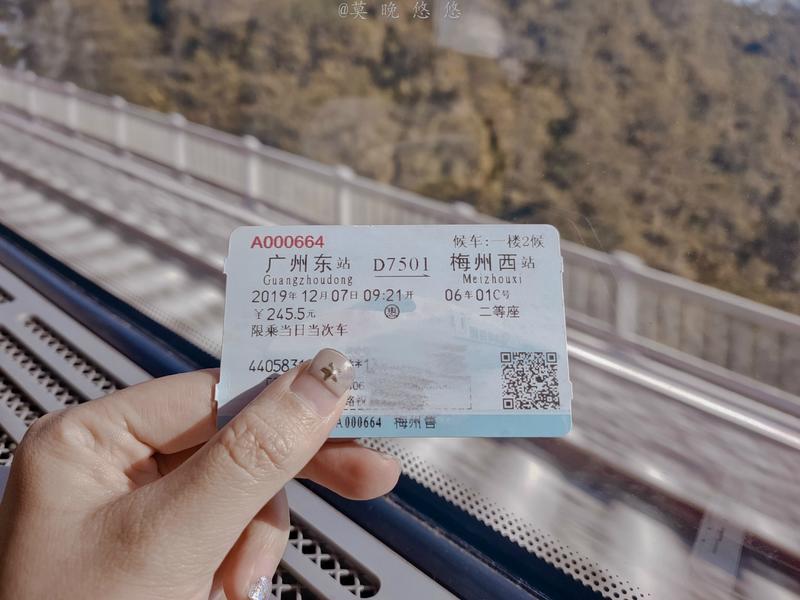 @莫晚悠悠
A000664 候车:一楼2候
广州东站 D7501 梅州西站
Guangzhoudong Meizhouxi
2019年12月07日09:21开 06车01C号
￥245.5元 惠 二等座
限乘当日当次车
4405831
A000664 梅州售